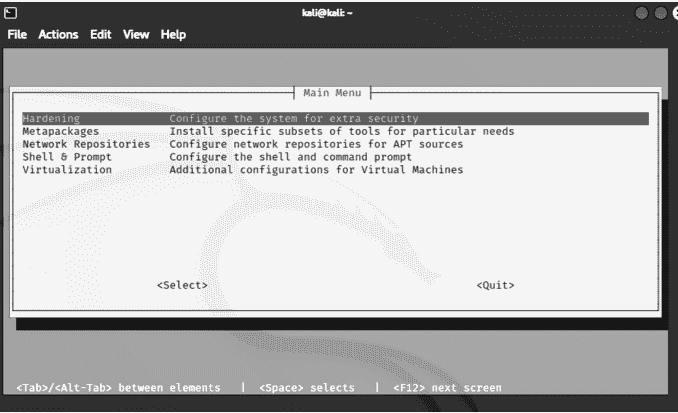 kali@kali: ~
File Actions Edit View Help
Main Menu
Hardening Configure the system for extra security
Metapackages Install specific subsets of tools for particular needs
Network Repositories Configure network repositories for APT sources
Shell & Prompt Configure the shell and command prompt
Virtualization Additional configurations for Virtual Machines
<Select> <Quit>
<Tab>/<Alt-Tab> between elements | <Space> selects | <F12> next screen